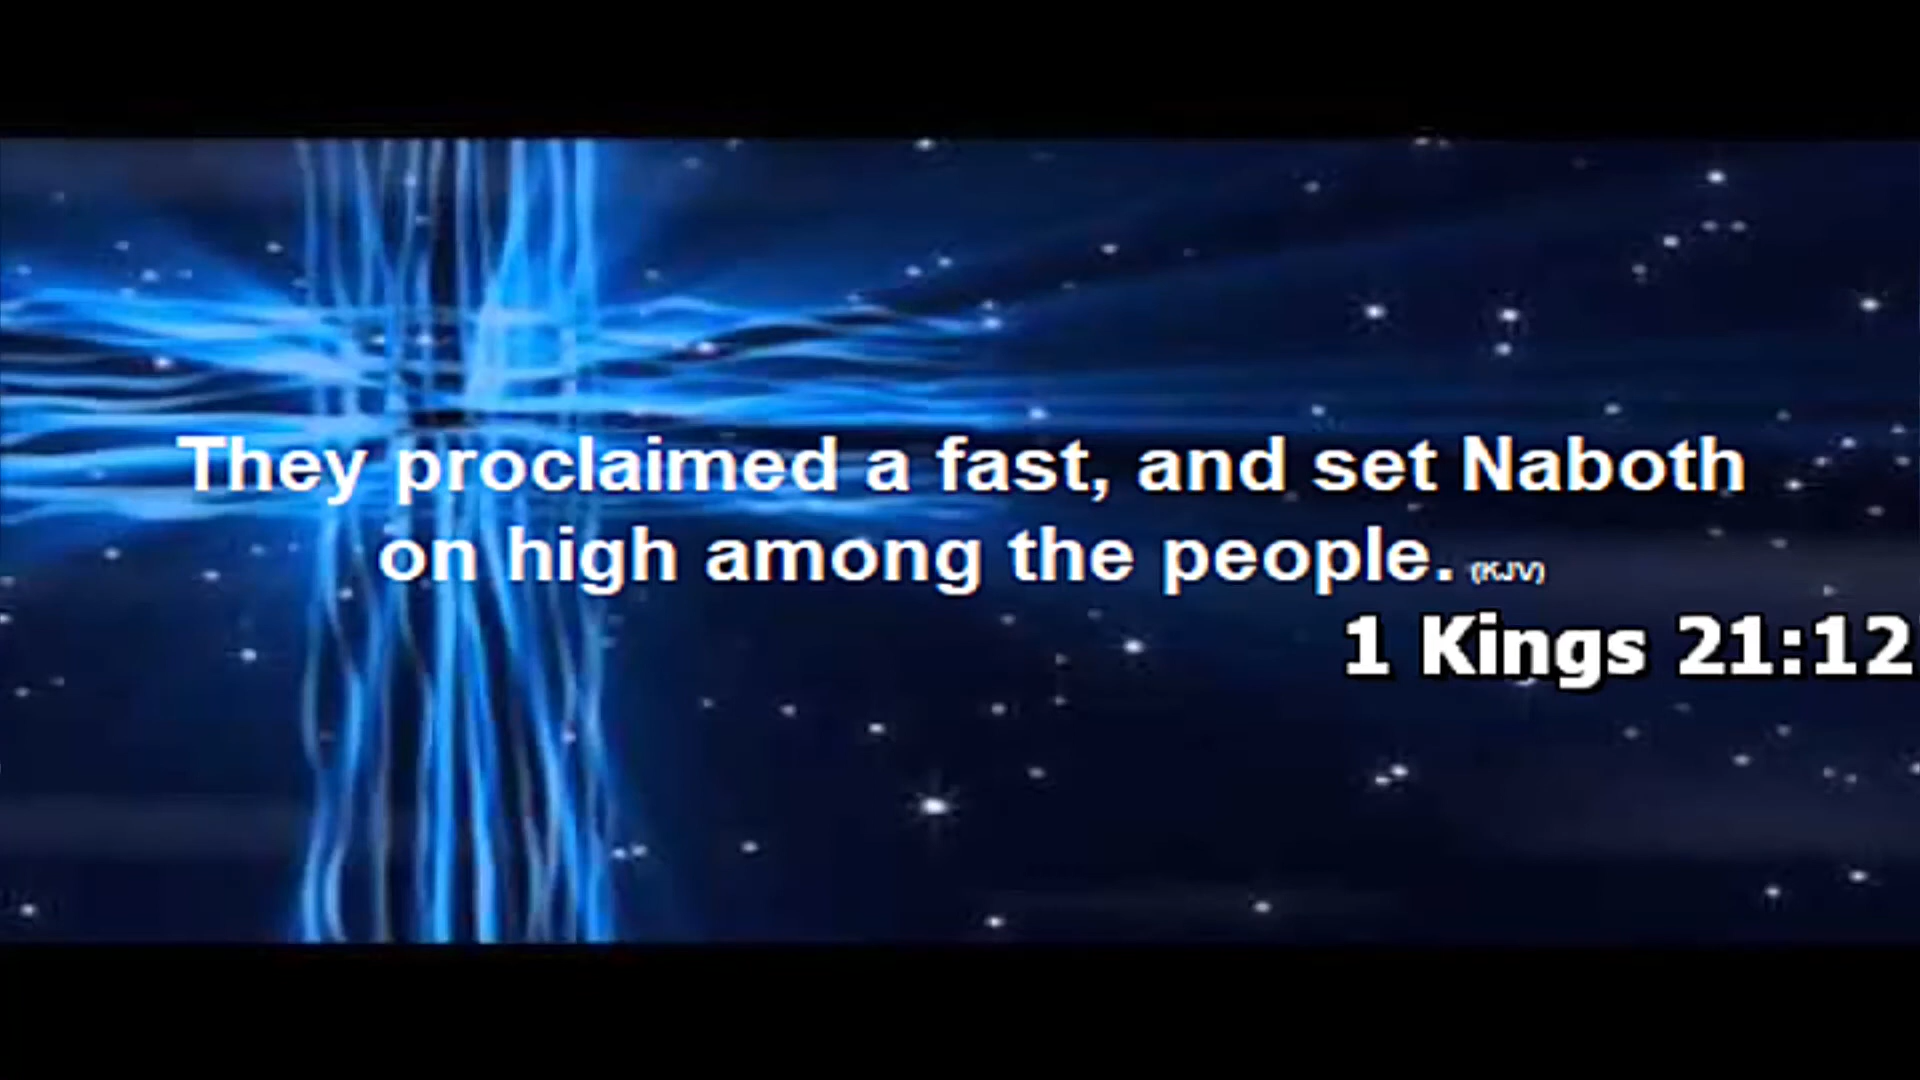 They proclaimed a fast, and set Naboth
on high among the people. (KJV)
1 Kings 21:12